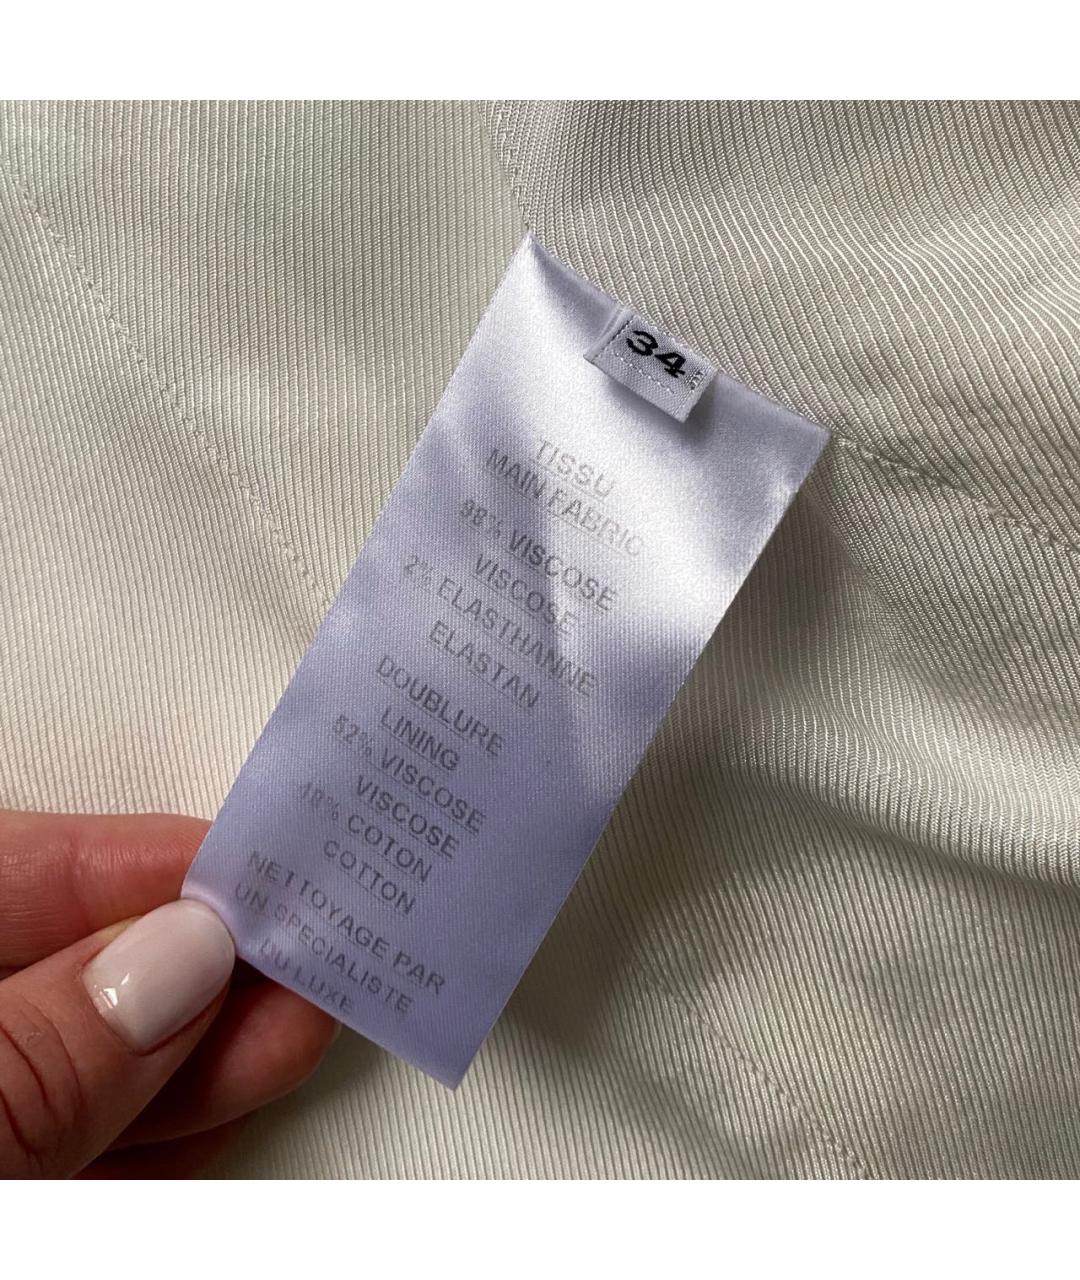 34
TISSU
MAIN FABRIC
98% VISCOSE
VISCOSE
2% ELASTHANNE
ELASTAN
DOUBLURE
LINING
52% VISCOSE
VISCOSE
48% COTON
COTTON
NETTOYAGE PAR
UN SPECIALISTE
DU LUXE